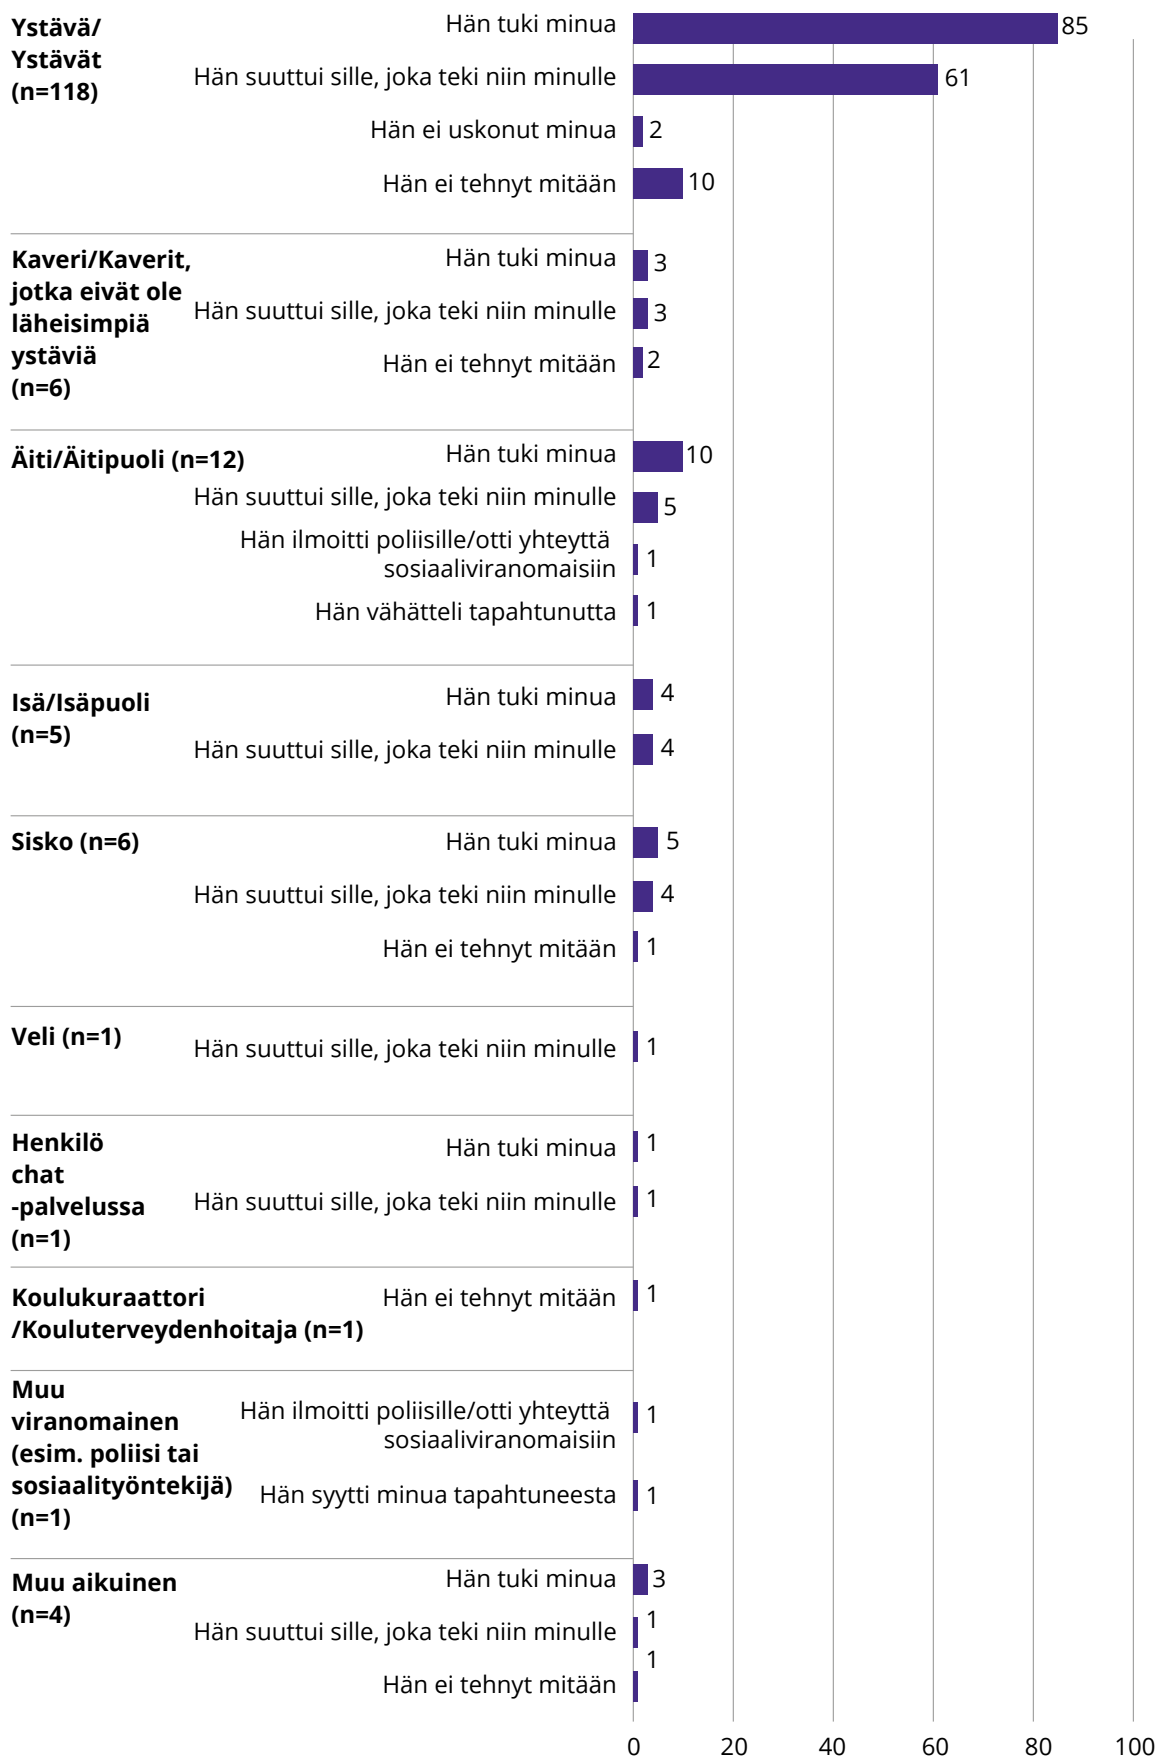 Ystävä/
Ystävät
(n=118)
Hän tuki minua
85
Hän suuttui sille, joka teki niin minulle
61
Hän ei uskonut minua
2
Hän ei tehnyt mitään
10
Kaveri/Kaverit,
jotka eivät ole
läheisimpiä
ystäviä
(n=6)
Hän tuki minua
3
Hän suuttui sille, joka teki niin minulle
3
Hän ei tehnyt mitään
2
Äiti/Äitipuoli (n=12)
Hän tuki minua
10
Hän suuttui sille, joka teki niin minulle
5
Hän ilmoitti poliisille/otti yhteyttä
sosiaaliviranomaisiin
1
Hän vähätteli tapahtunutta
1
Isä/Isäpuoli
(n=5)
Hän tuki minua
4
Hän suuttui sille, joka teki niin minulle
4
Sisko (n=6)
Hän tuki minua
5
Hän suuttui sille, joka teki niin minulle
4
Hän ei tehnyt mitään
1
Veli (n=1)
Hän suuttui sille, joka teki niin minulle
1
Henkilö
chat
-palvelussa
(n=1)
Hän tuki minua
1
Hän suuttui sille, joka teki niin minulle
1
Koulukuraattori
/Kouluterveydenhoitaja (n=1)
Hän ei tehnyt mitään
1
Muu
viranomainen
(esim. poliisi tai
sosiaalityöntekijä)
(n=1)
Hän ilmoitti poliisille/otti yhteyttä
sosiaaliviranomaisiin
1
Hän syytti minua tapahtuneesta
1
Muu aikuinen
(n=4)
Hän tuki minua
3
Hän suuttui sille, joka teki niin minulle
1
Hän ei tehnyt mitään
1
0 20 40 60 80 100